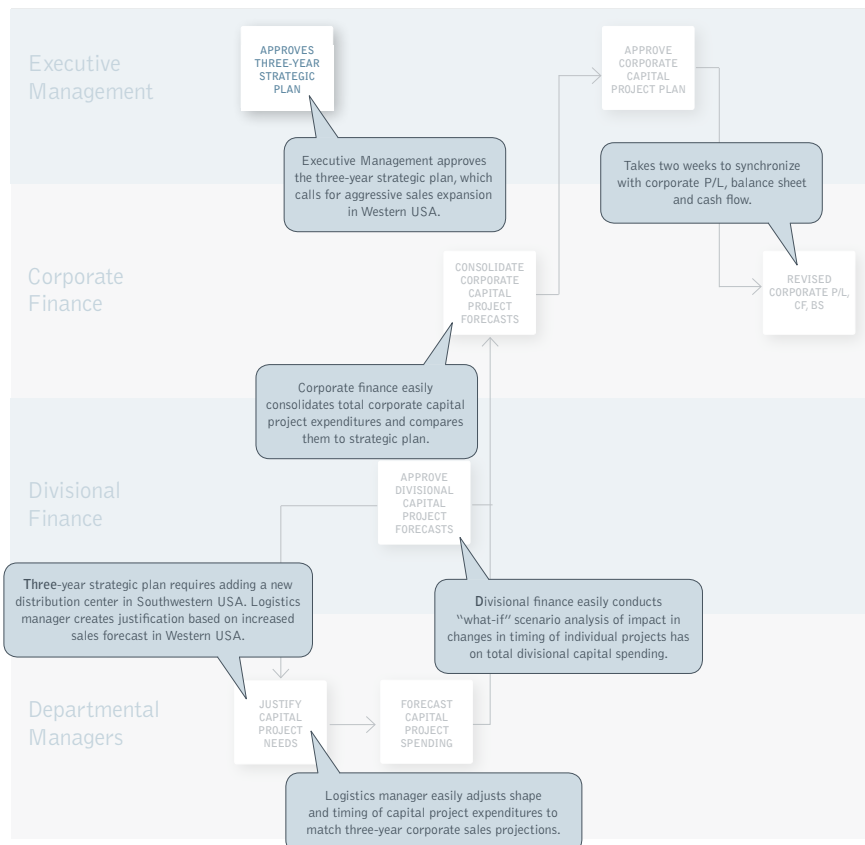 Executive
Management
APPROVES
THREE-YEAR
STRATEGIC
PLAN
Executive Management approves
the three-year strategic plan, which
calls for aggressive sales expansion
in Western USA.
APPROVE
CORPORATE
CAPITAL
PROJECT PLAN
Takes two weeks to synchronize
with corporate P/L, balance sheet
and cash flow.
Corporate
Finance
CONSOLIDATE
CORPORATE
CAPITAL
PROJECT
FORECASTS
REVISED
CORPORATE P/L,
CF, BS
Corporate finance easily
consolidates total corporate capital
project expenditures and compares
them to strategic plan.
Divisional
Finance
APPROVE
DIVISIONAL
CAPITAL
PROJECT
FORECASTS
Three-year strategic plan requires adding a new
distribution center in Southwestern USA. Logistics
manager creates justification based on increased
sales forecast in Western USA.
Divisional finance easily conducts
“what-if” scenario analysis of impact in
changes in timing of individual projects has
on total divisional capital spending.
Departmental
Managers
JUSTIFY
CAPITAL
PROJECT
NEEDS
FORECAST
CAPITAL
PROJECT
SPENDING
Logistics manager easily adjusts shape
and timing of capital project expenditures to
match three-year corporate sales projections.